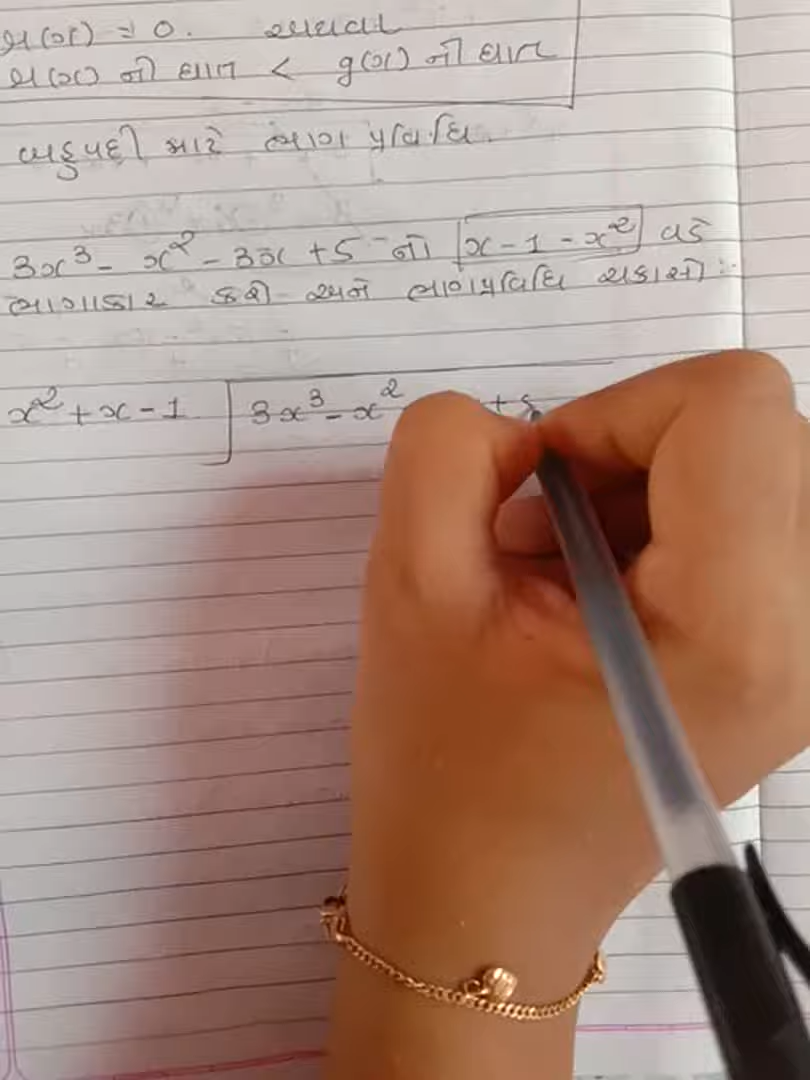 શ(x) = 0. અથવા
શ(x) ની ઘાત < g(x) ની ઘાત
બહુપદી માટે ભાગ પ્રવિધિ.
3x³ - x² - 3x + 5 નો x - 1 - x² વડે
ભાગાકાર કરો અને ભાગપ્રવિધિ ચકાસો :-
x² + x - 1 3x³ - x² + 5